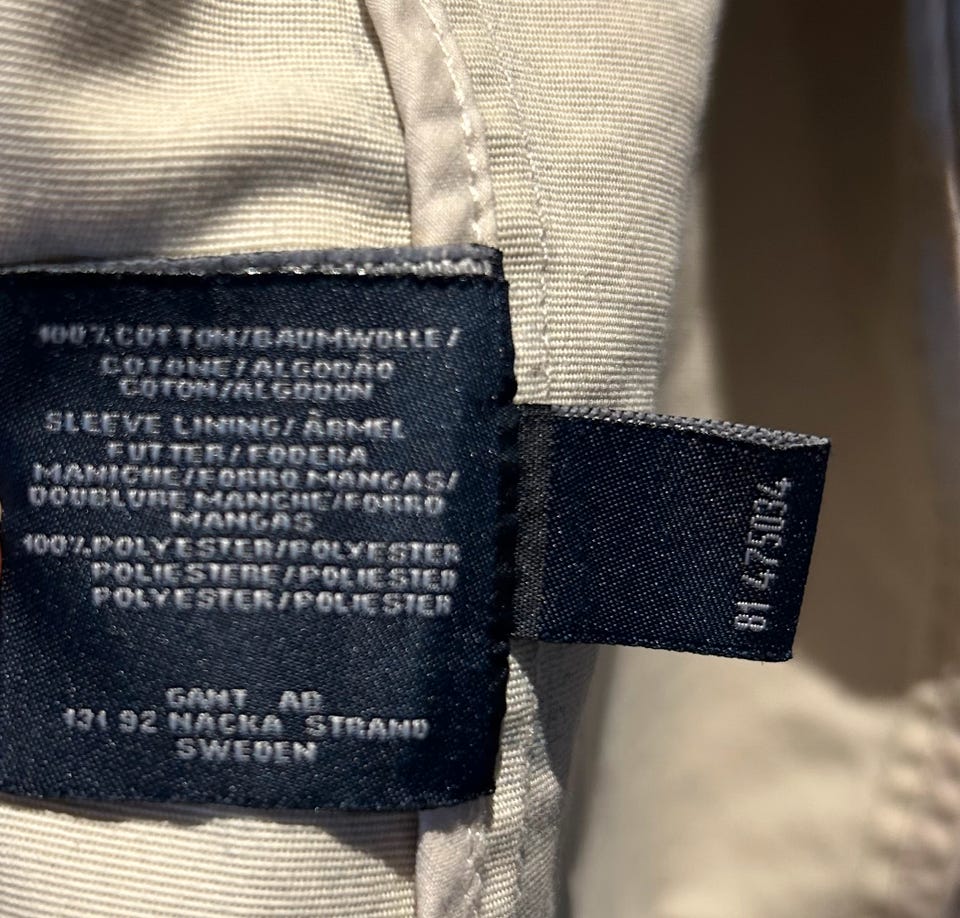 100% COTTON/BAUMWOLLE/
COTONE/ALGODÃO
COTON/ALGODON
SLEEVE LINING/ÄRMEL
FUTTER/FODERA
MANICHE/FORRO MANGAS/
DOUBLURE MANCHE/FORRO
MANGAS
100% POLYESTER/POLYESTER
POLIESTERE/POLIESTER
POLYESTER/POLIESTER
GANT AB
131 92 NACKA STRAND
SWEDEN
81 475034